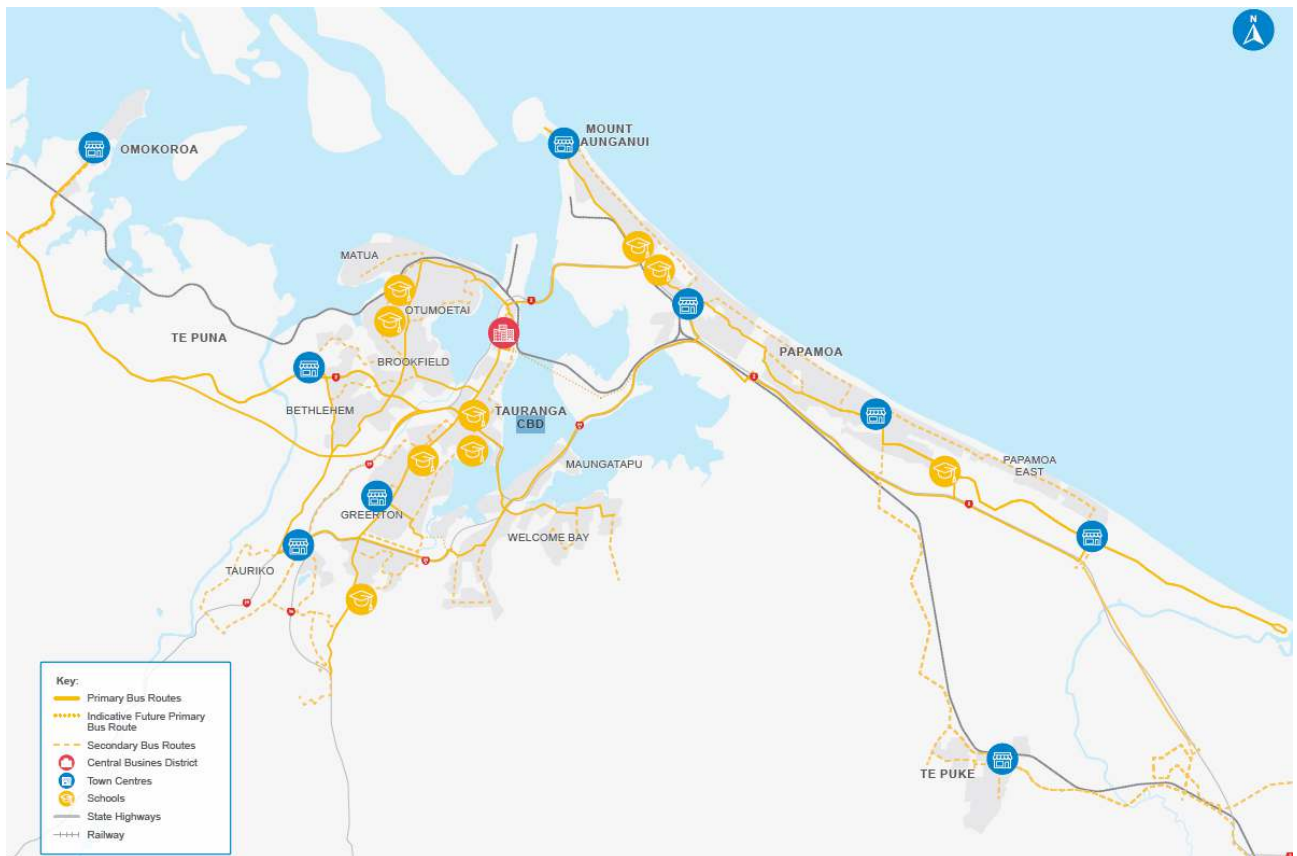 N
MOUNT
AUNGANUI
OMOKOROA
MATUA
OTUMOETAI
TE PUNA
BROOKFIELD
PAPAMOA
BETHLEHEM
TAURANGA
CBD
MAUNGATAPU
PAPAMOA
EAST
GREERTON
WELCOME BAY
TAURIKO
TE PUKE
Key:
Primary Bus Routes
Indicative Future Primary
Bus Route
Secondary Bus Routes
Central Busines District
Town Centres
Schools
State Highways
Railway